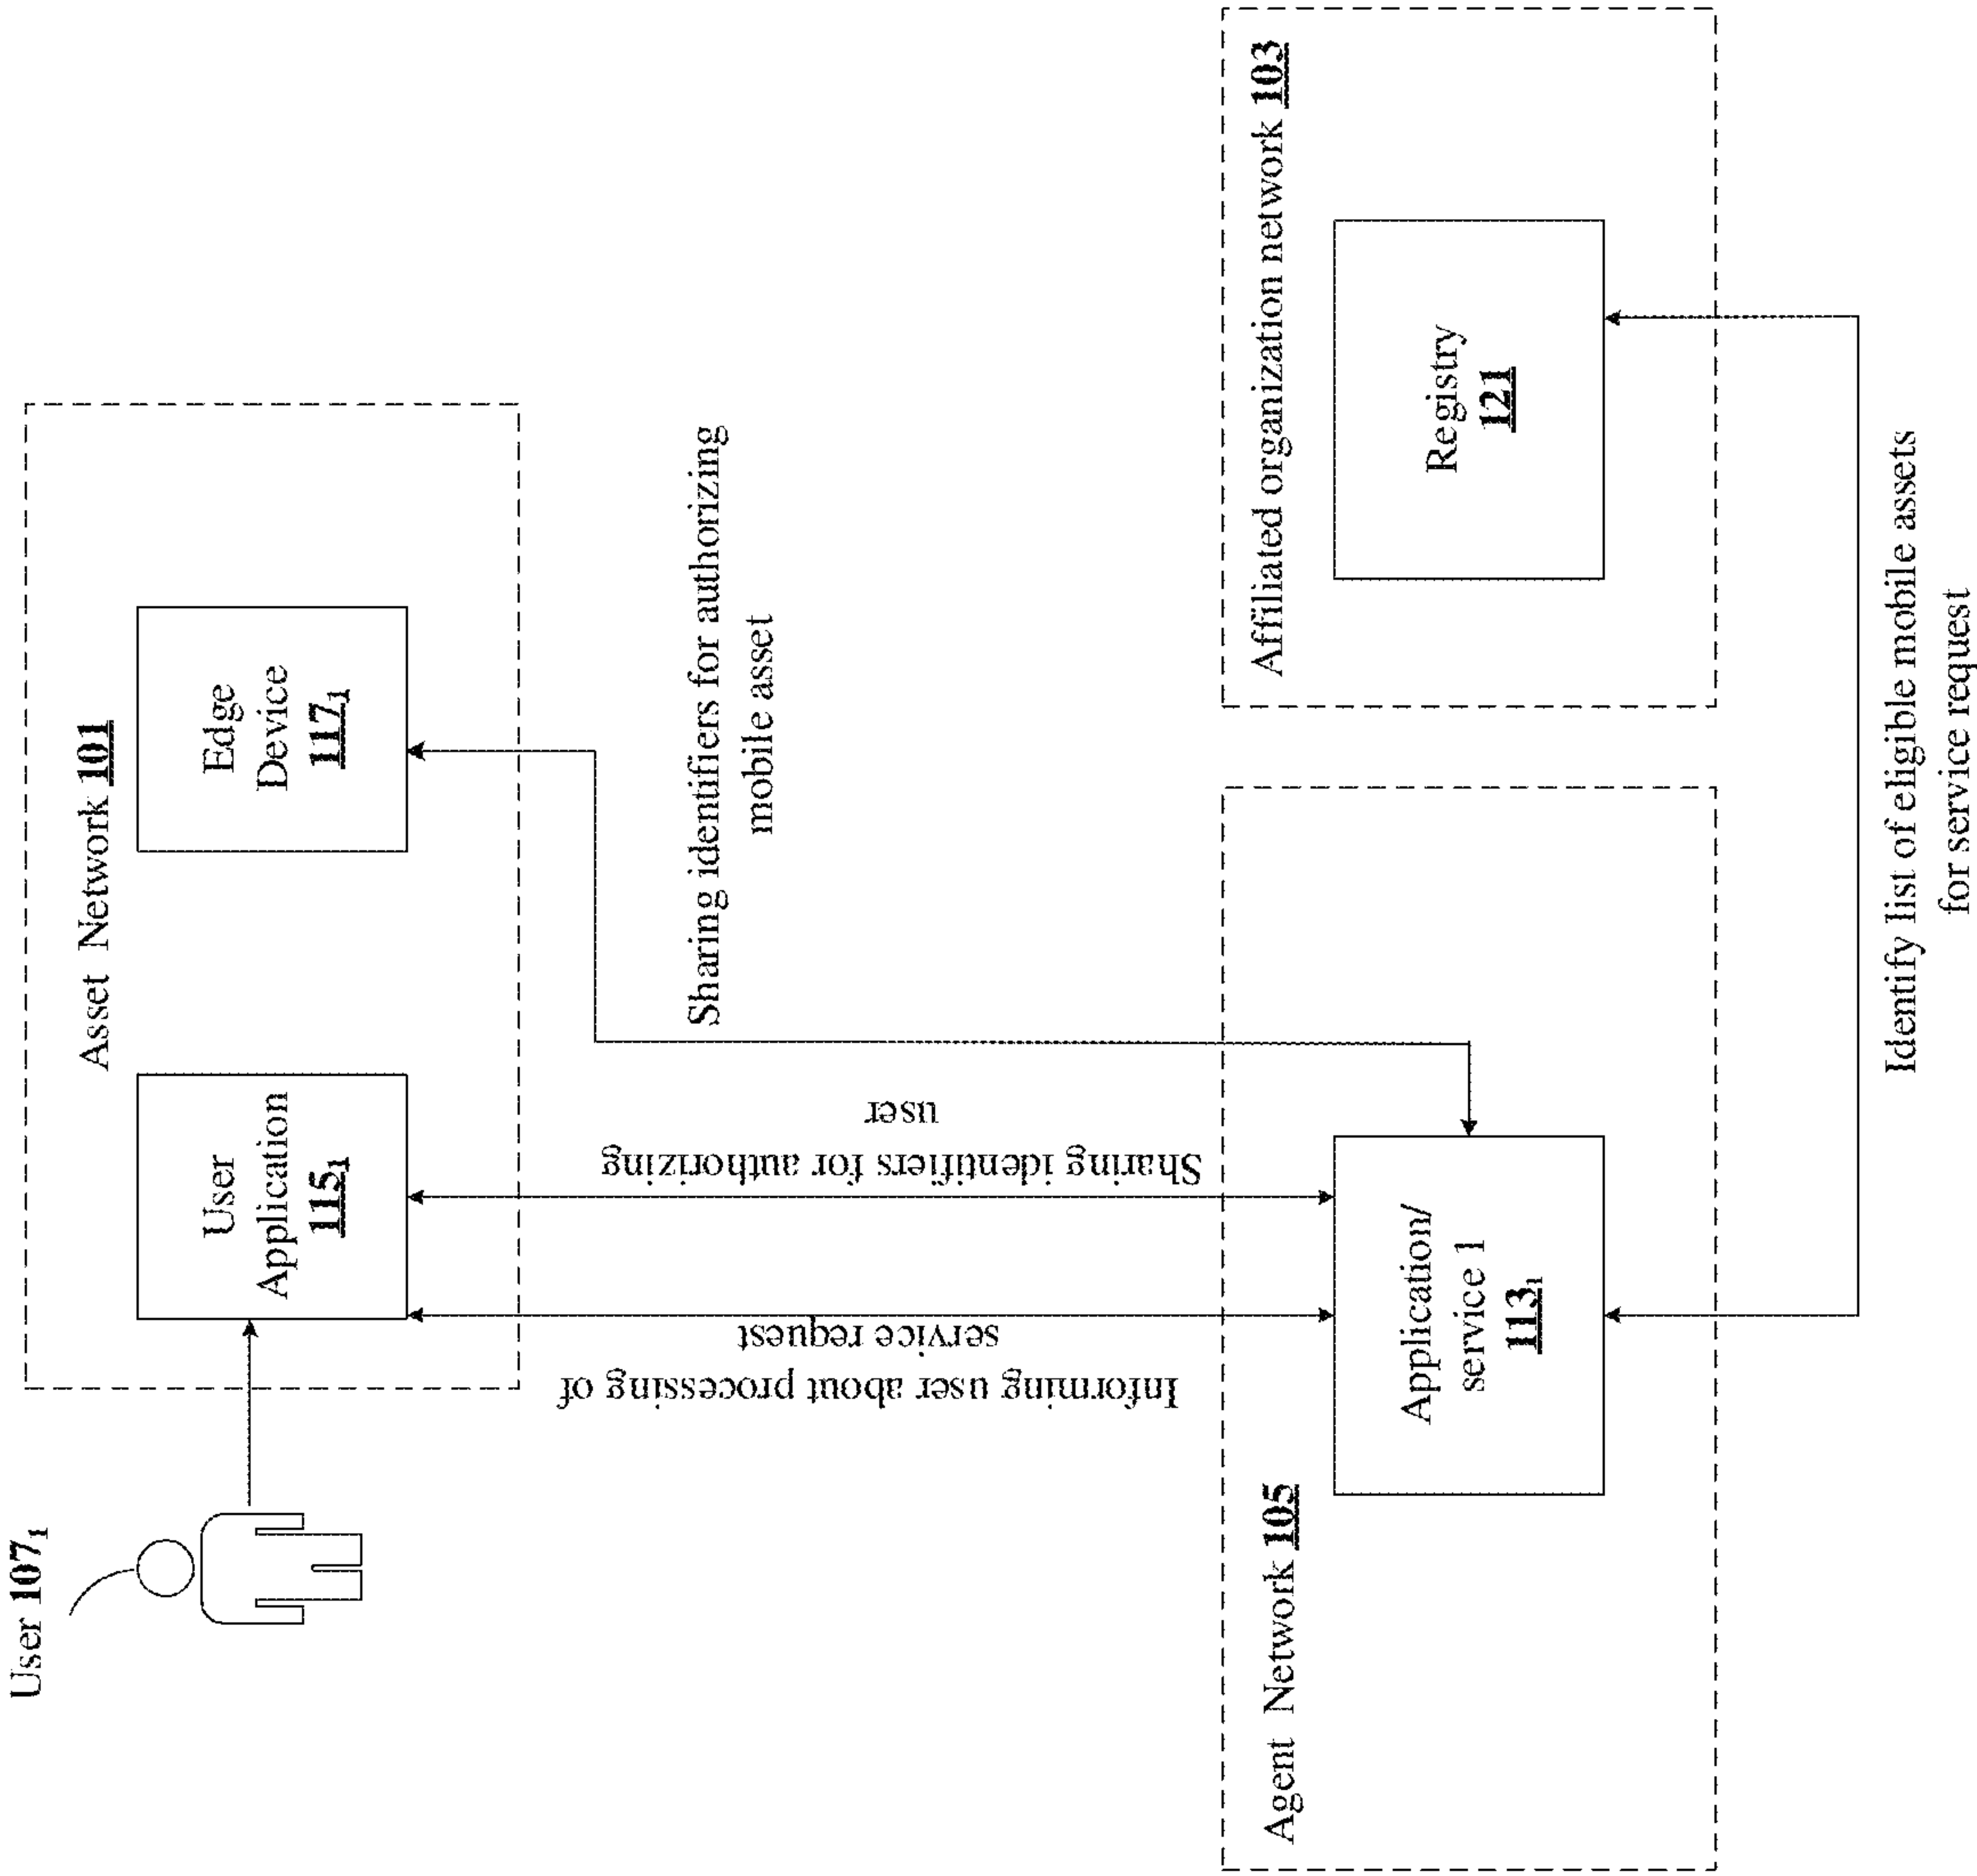 User 107₁
Asset Network 101
User
Application
115₁
Edge
Device
117₁
Informing user about processing of
service request
Sharing identifiers for authorizing
user
Sharing identifiers for authorizing
mobile asset
Agent Network 105
Application/
service 1
113₁
Affiliated organization network 103
Registry
121
Identify list of eligible mobile assets
for service request